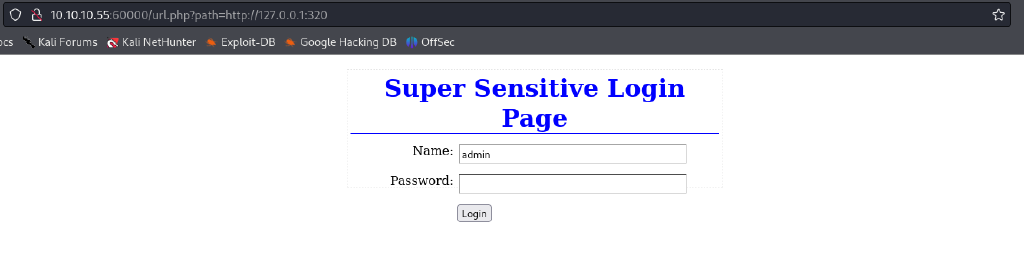 10.10.10.55:60000/url.php?path=http://127.0.0.1:320
ocs Kali Forums Kali NetHunter Exploit-DB Google Hacking DB OffSec
Super Sensitive Login
Page
Name: admin
Password:
Login